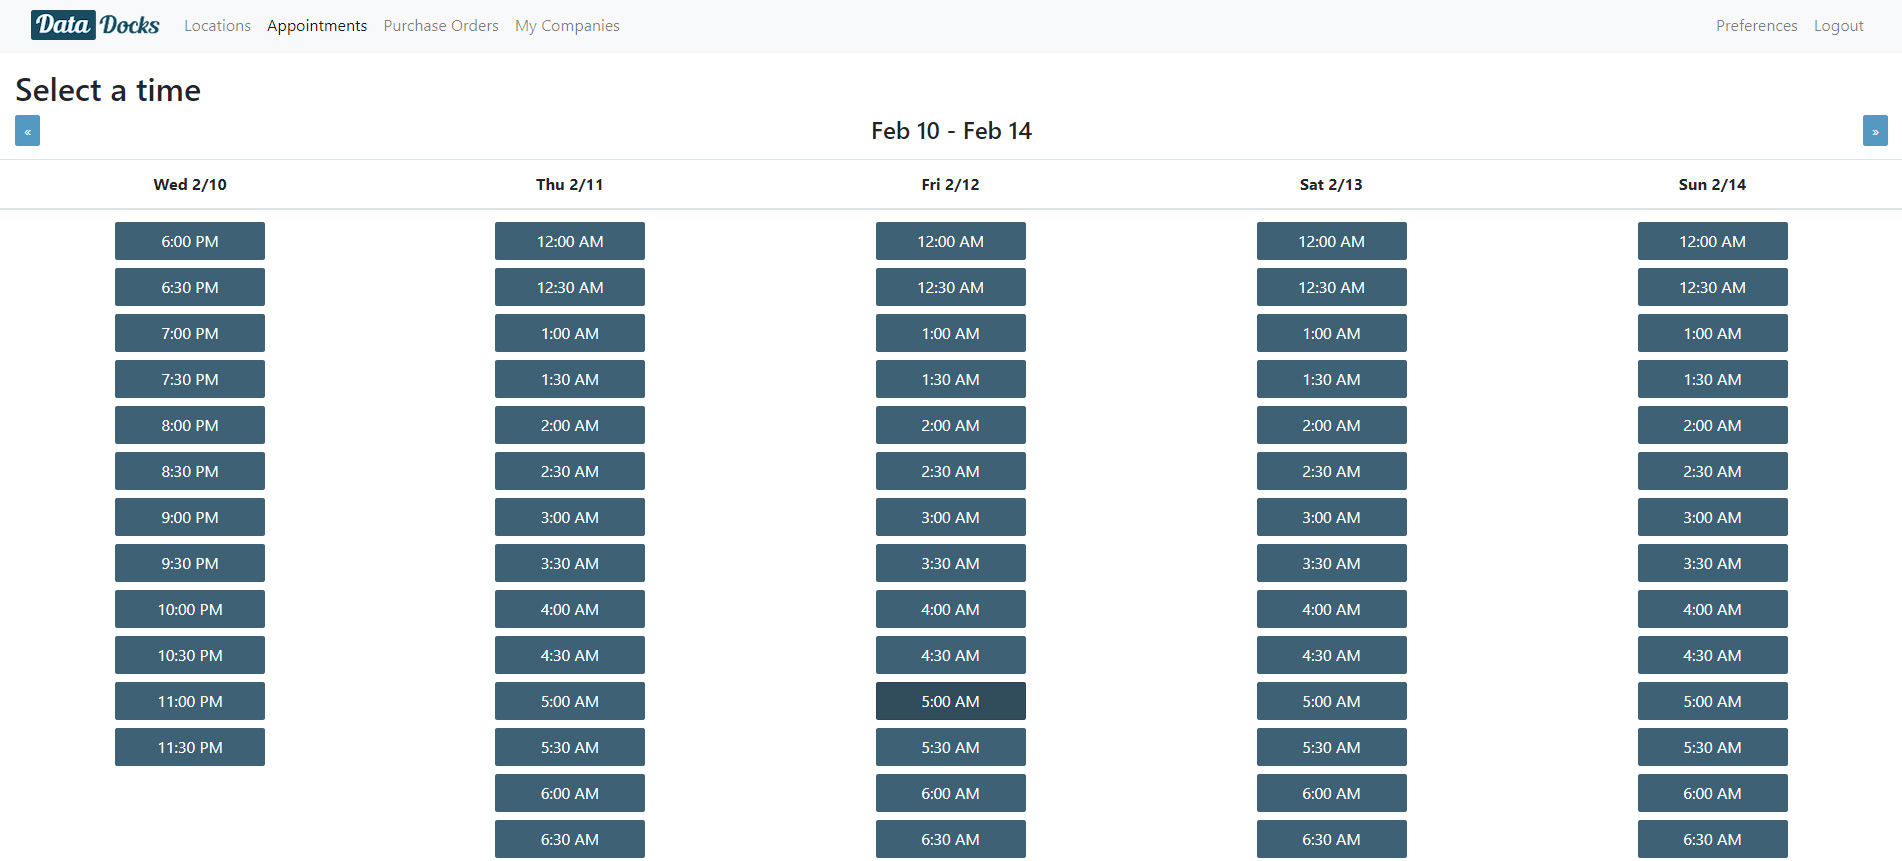 Data Docks Locations Appointments Purchase Orders My Companies Preferences Logout
Select a time
« Feb 10 - Feb 14 »
Wed 2/10 Thu 2/11 Fri 2/12 Sat 2/13 Sun 2/14
6:00 PM 12:00 AM 12:00 AM 12:00 AM 12:00 AM
6:30 PM 12:30 AM 12:30 AM 12:30 AM 12:30 AM
7:00 PM 1:00 AM 1:00 AM 1:00 AM 1:00 AM
7:30 PM 1:30 AM 1:30 AM 1:30 AM 1:30 AM
8:00 PM 2:00 AM 2:00 AM 2:00 AM 2:00 AM
8:30 PM 2:30 AM 2:30 AM 2:30 AM 2:30 AM
9:00 PM 3:00 AM 3:00 AM 3:00 AM 3:00 AM
9:30 PM 3:30 AM 3:30 AM 3:30 AM 3:30 AM
10:00 PM 4:00 AM 4:00 AM 4:00 AM 4:00 AM
10:30 PM 4:30 AM 4:30 AM 4:30 AM 4:30 AM
11:00 PM 5:00 AM 5:00 AM 5:00 AM 5:00 AM
11:30 PM 5:30 AM 5:30 AM 5:30 AM 5:30 AM
6:00 AM 6:00 AM 6:00 AM 6:00 AM
6:30 AM 6:30 AM 6:30 AM 6:30 AM